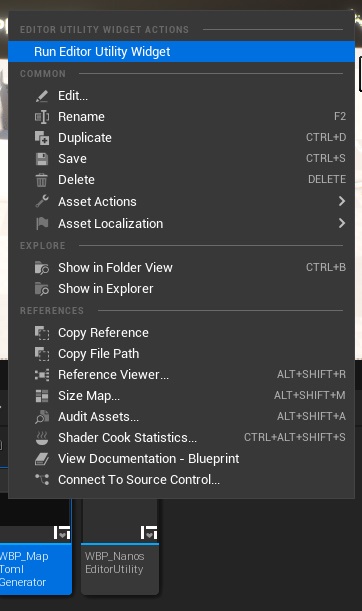 EDITOR UTILITY WIDGET ACTIONS
Run Editor Utility Widget
COMMON
Edit...
Rename F2
Duplicate CTRL+D
Save CTRL+S
Delete DELETE
Asset Actions
Asset Localization
EXPLORE
Show in Folder View CTRL+B
Show in Explorer
REFERENCES
Copy Reference
Copy File Path
Reference Viewer... ALT+SHIFT+R
Size Map... ALT+SHIFT+M
Audit Assets... ALT+SHIFT+A
Shader Cook Statistics... CTRL+ALT+SHIFT+S
View Documentation - Blueprint
Connect To Source Control...
WBP_Map
Toml
Generator
WBP_Nanos
EditorUtility